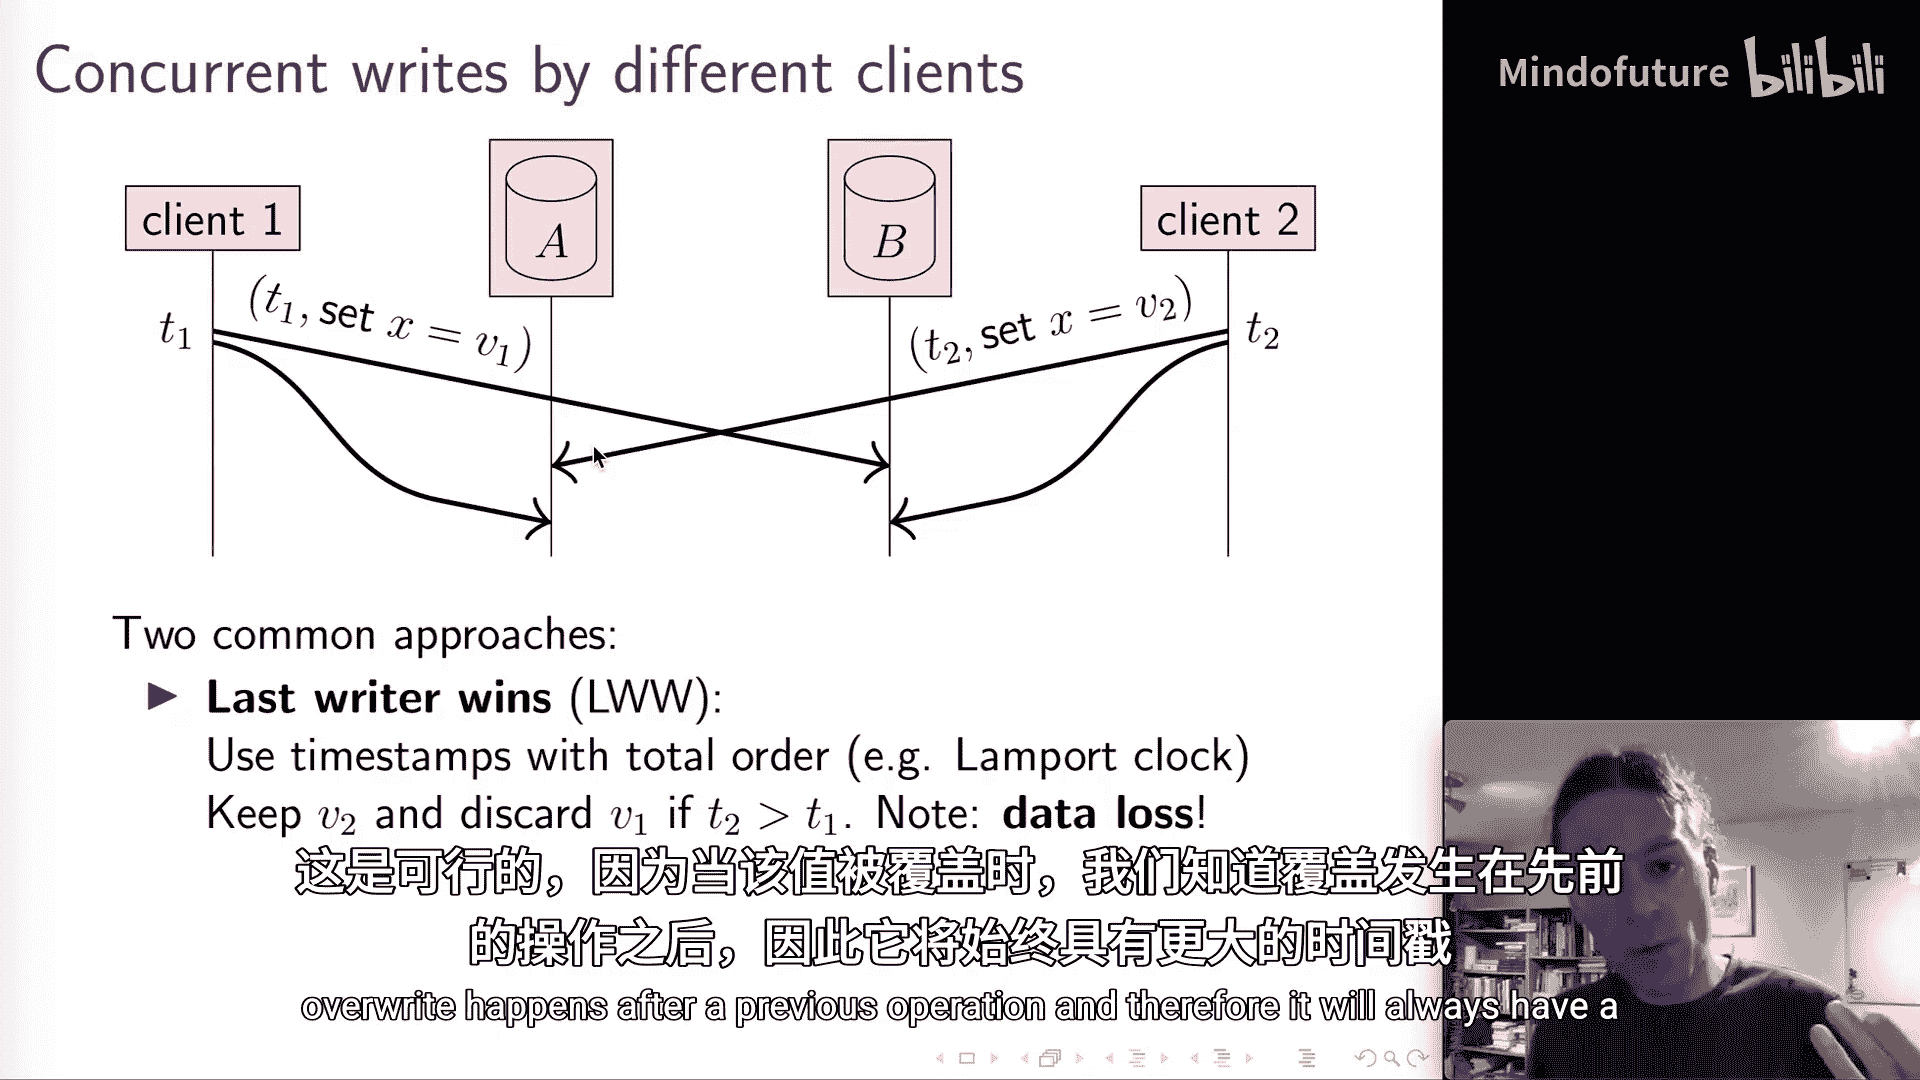 Concurrent writes by different clients
Mindofuture bilibili
client 1
A
B
client 2
t₁
(t₁, set x = v₁)
(t₂, set x = v₂)
t₂
Two common approaches:
▶ Last writer wins (LWW):
Use timestamps with total order (e.g. Lamport clock)
Keep v₂ and discard v₁ if t₂ > t₁. Note: data loss!
这是可行的，因为当该值被覆盖时，我们知道覆盖发生在先前
的操作之后，因此它将始终具有更大的时间戳
overwrite happens after a previous operation and therefore it will always have a